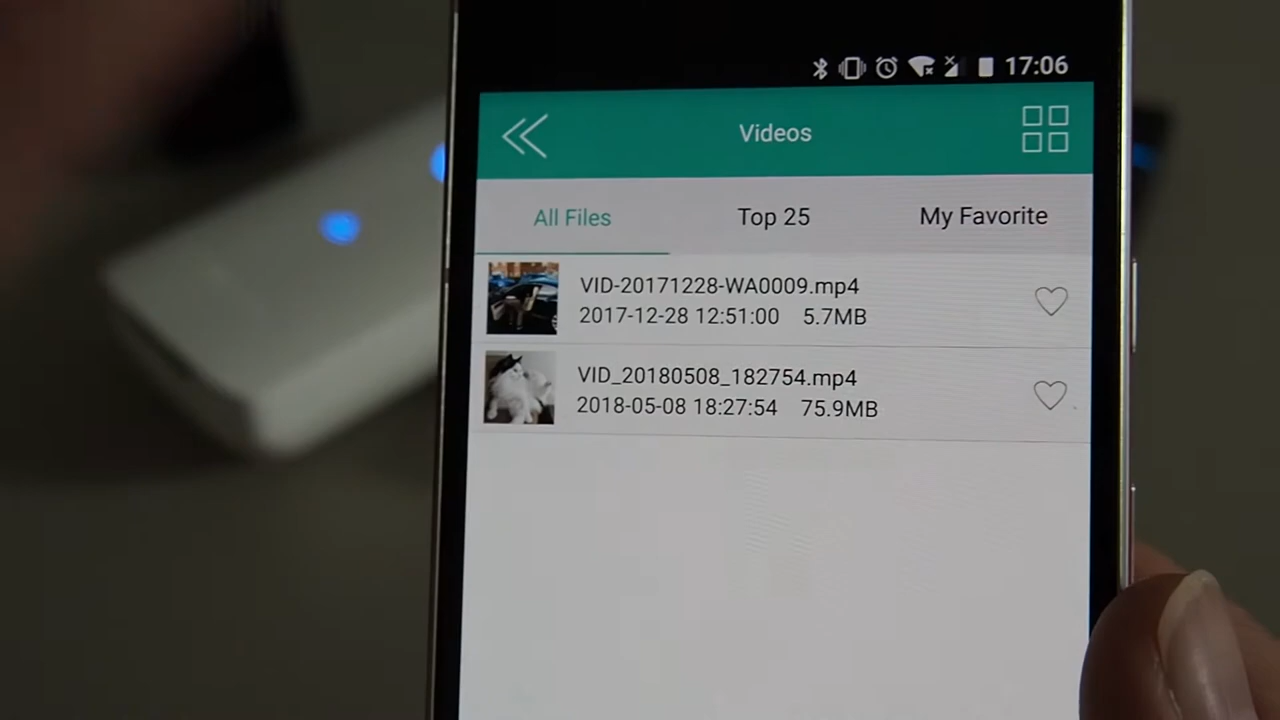 17:06
Videos
All Files Top 25 My Favorite
VID-20171228-WA0009.mp4
2017-12-28 12:51:00 5.7MB
VID_20180508_182754.mp4
2018-05-08 18:27:54 75.9MB